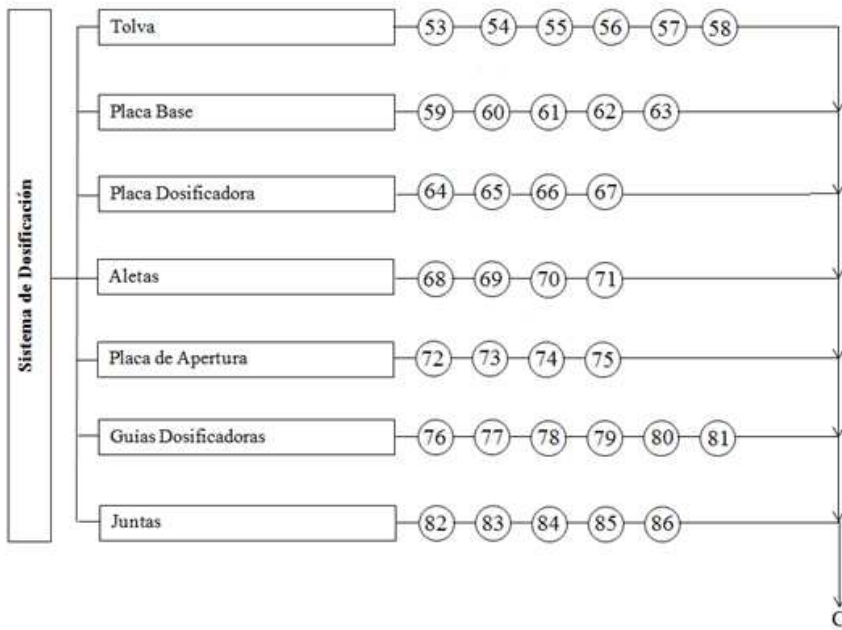 Sistema de Dosificación
Tolva 53 54 55 56 57 58
Placa Base 59 60 61 62 63
Placa Dosificadora 64 65 66 67
Aletas 68 69 70 71
Placa de Apertura 72 73 74 75
Guías Dosificadoras 76 77 78 79 80 81
Juntas 82 83 84 85 86
C